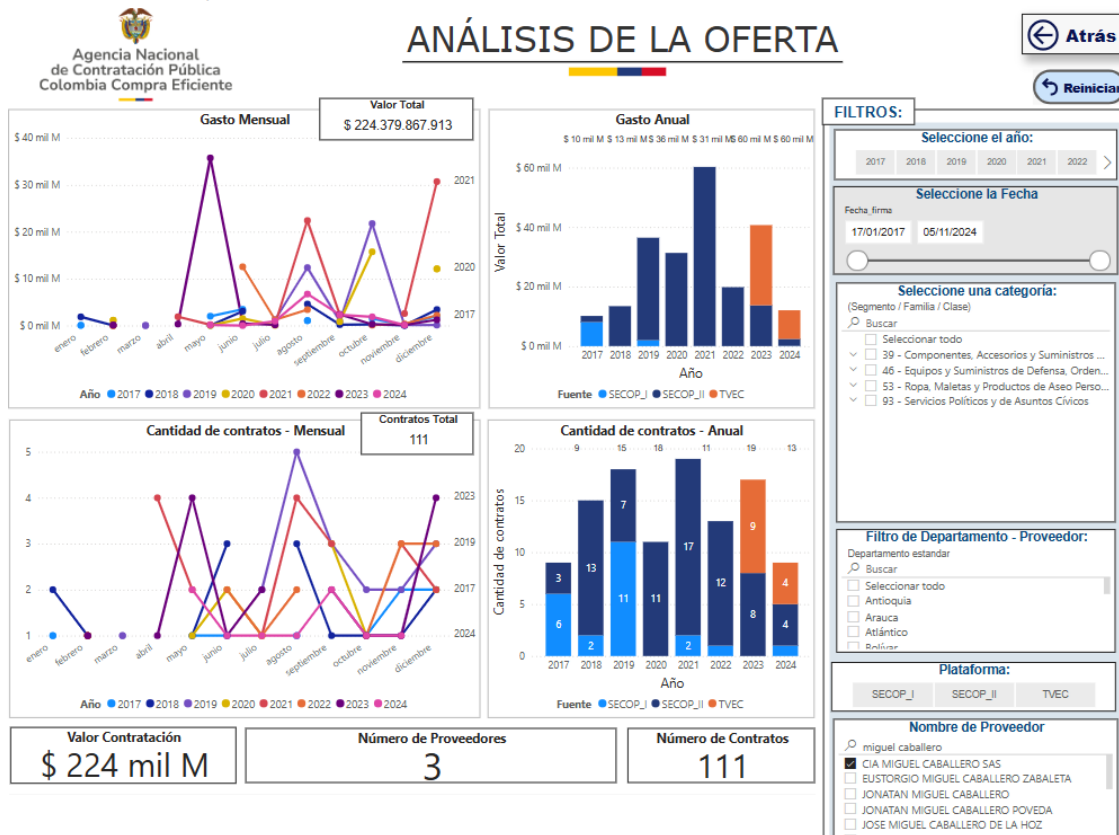 Agencia Nacional
de Contratación Pública
Colombia Compra Eficiente
ANÁLISIS DE LA OFERTA
Atrás
Reiniciar
Gasto Mensual
Valor Total
$ 224.379.867.913
$ 40 mil M
$ 30 mil M
$ 20 mil M
$ 10 mil M
$ 0 mil M
2021
2020
2017
enero
febrero
marzo
abril
mayo
junio
julio
agosto
septiembre
octubre
noviembre
diciembre
Año 2017 2018 2019 2020 2021 2022 2023 2024
Gasto Anual
$ 10 mil M $ 13 mil M $ 36 mil M $ 31 mil M $ 60 mil M $ 60 mil M
Valor Total
$ 60 mil M
$ 40 mil M
$ 20 mil M
$ 0 mil M
2017 2018 2019 2020 2021 2022 2023 2024
Año
Fuente SECOP_I SECOP_II TVEC
Cantidad de contratos - Mensual
Contratos Total
111
5
4
3
2
1
2023
2019
2017
2024
enero
febrero
marzo
abril
mayo
junio
julio
agosto
septiembre
octubre
noviembre
diciembre
Año 2017 2018 2019 2020 2021 2022 2023 2024
Cantidad de contratos - Anual
9 15 18 11 19 13
Cantidad de contratos
20
15
10
5
0
3
6
13
2
7
11
11
17
2
12
9
8
4
4
2017 2018 2019 2020 2021 2022 2023 2024
Año
Fuente SECOP_I SECOP_II TVEC
Valor Contratación
$ 224 mil M
Número de Proveedores
3
Número de Contratos
111
FILTROS:
Seleccione el año:
2017 2018 2019 2020 2021 2022
Seleccione la Fecha
Fecha_firma
17/01/2017 05/11/2024
Seleccione una categoría:
(Segmento / Familia / Clase)
Buscar
Seleccionar todo
39 - Componentes, Accesorios y Suministros ...
46 - Equipos y Suministros de Defensa, Orden...
53 - Ropa, Maletas y Productos de Aseo Perso...
93 - Servicios Políticos y de Asuntos Cívicos
Filtro de Departamento - Proveedor:
Departamento estandar
Buscar
Seleccionar todo
Antioquia
Arauca
Atlántico
Bolívar
Plataforma:
SECOP_I SECOP_II TVEC
Nombre de Proveedor
miguel caballero
CIA MIGUEL CABALLERO SAS
EUSTORGIO MIGUEL CABALLERO ZABALETA
JONATAN MIGUEL CABALLERO
JONATAN MIGUEL CABALLERO POVEDA
JOSE MIGUEL CABALLERO DE LA HOZ